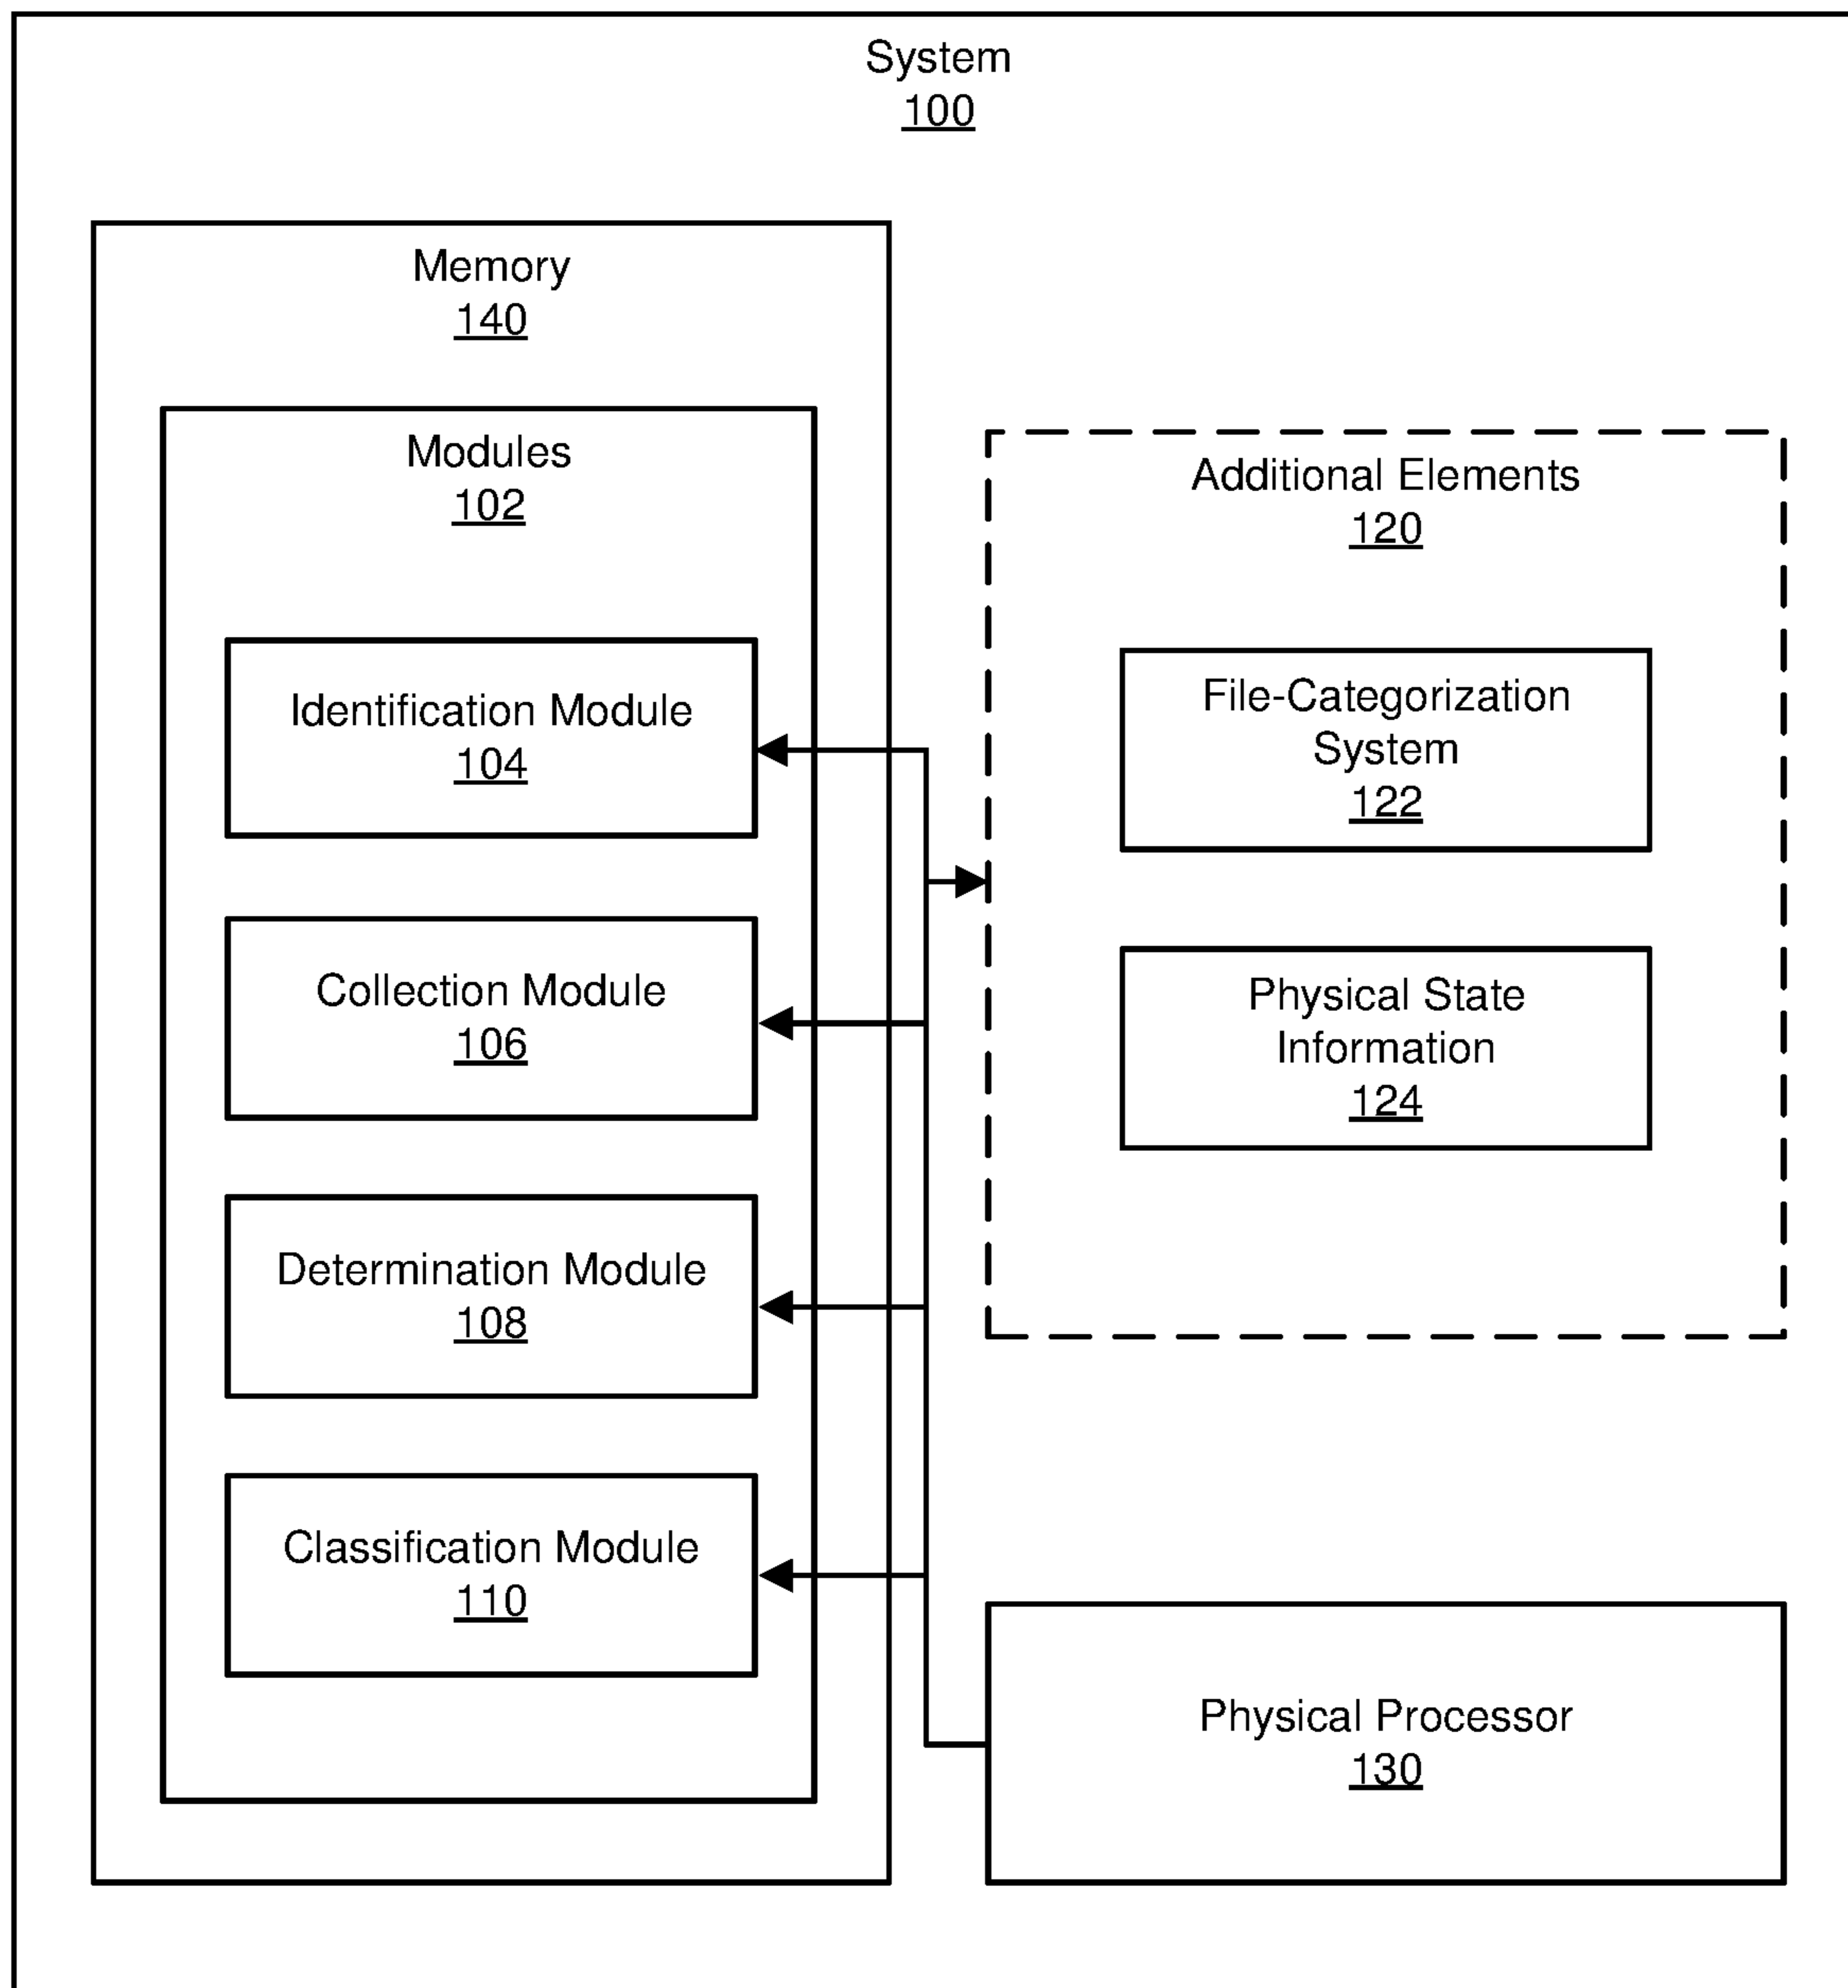 System
100
Memory
140
Modules
102
Identification Module
104
Collection Module
106
Determination Module
108
Classification Module
110
Additional Elements
120
File-Categorization
System
122
Physical State
Information
124
Physical Processor
130